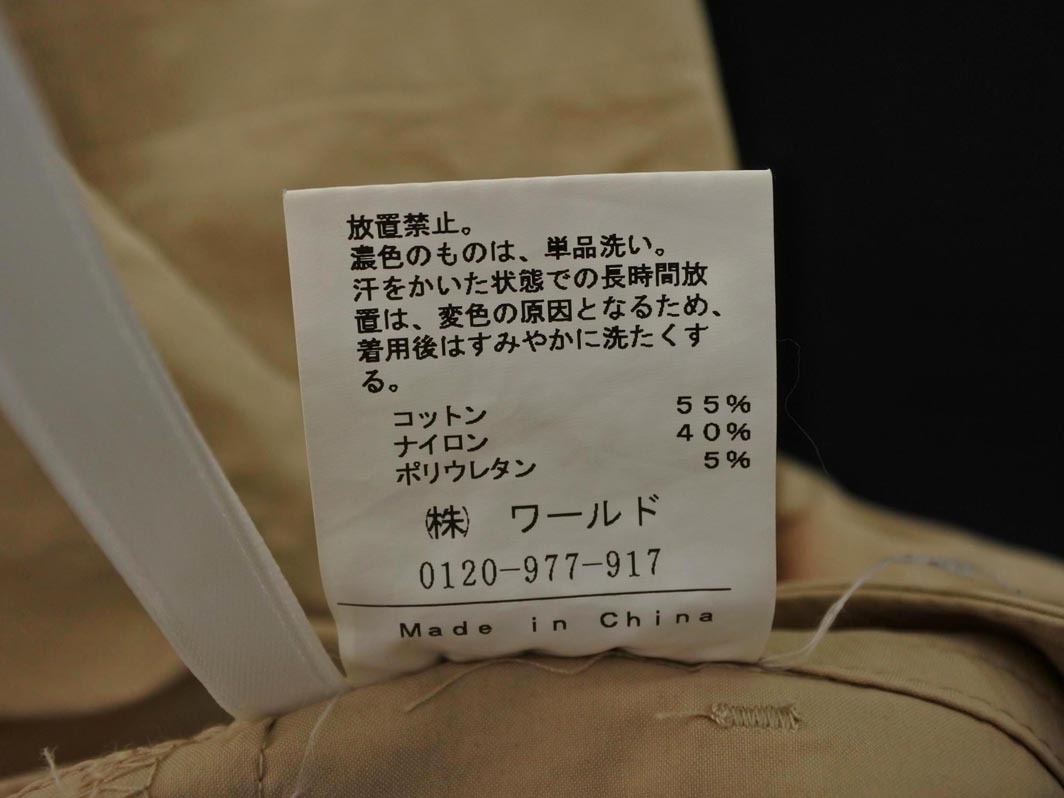 放置禁止。
濃色のものは、単品洗い。
汗をかいた状態での長時間放
置は、変色の原因となるため、
着用後はすみやかに洗たくす
る。
コットン 55%
ナイロン 40%
ポリウレタン 5%
㈱ ワールド
0120-977-917
Made in China